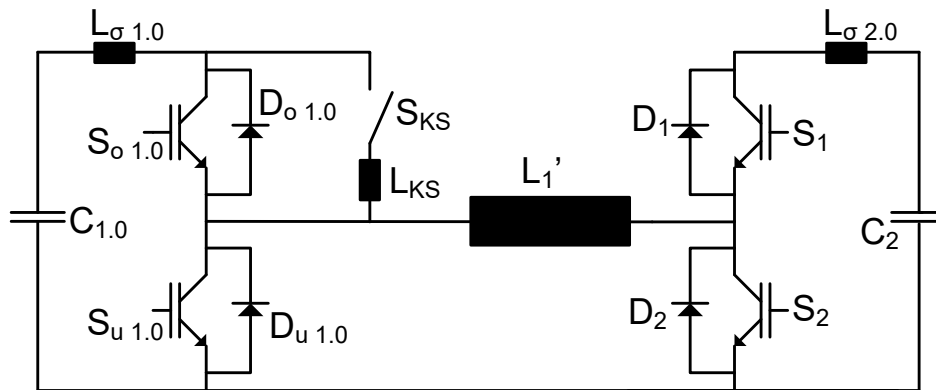 Lσ 1.0
Lσ 2.0
Do 1.0
SKS
D1
So 1.0
S1
LKS
L1’
C1.0
C2
Su 1.0
Du 1.0
D2
S2